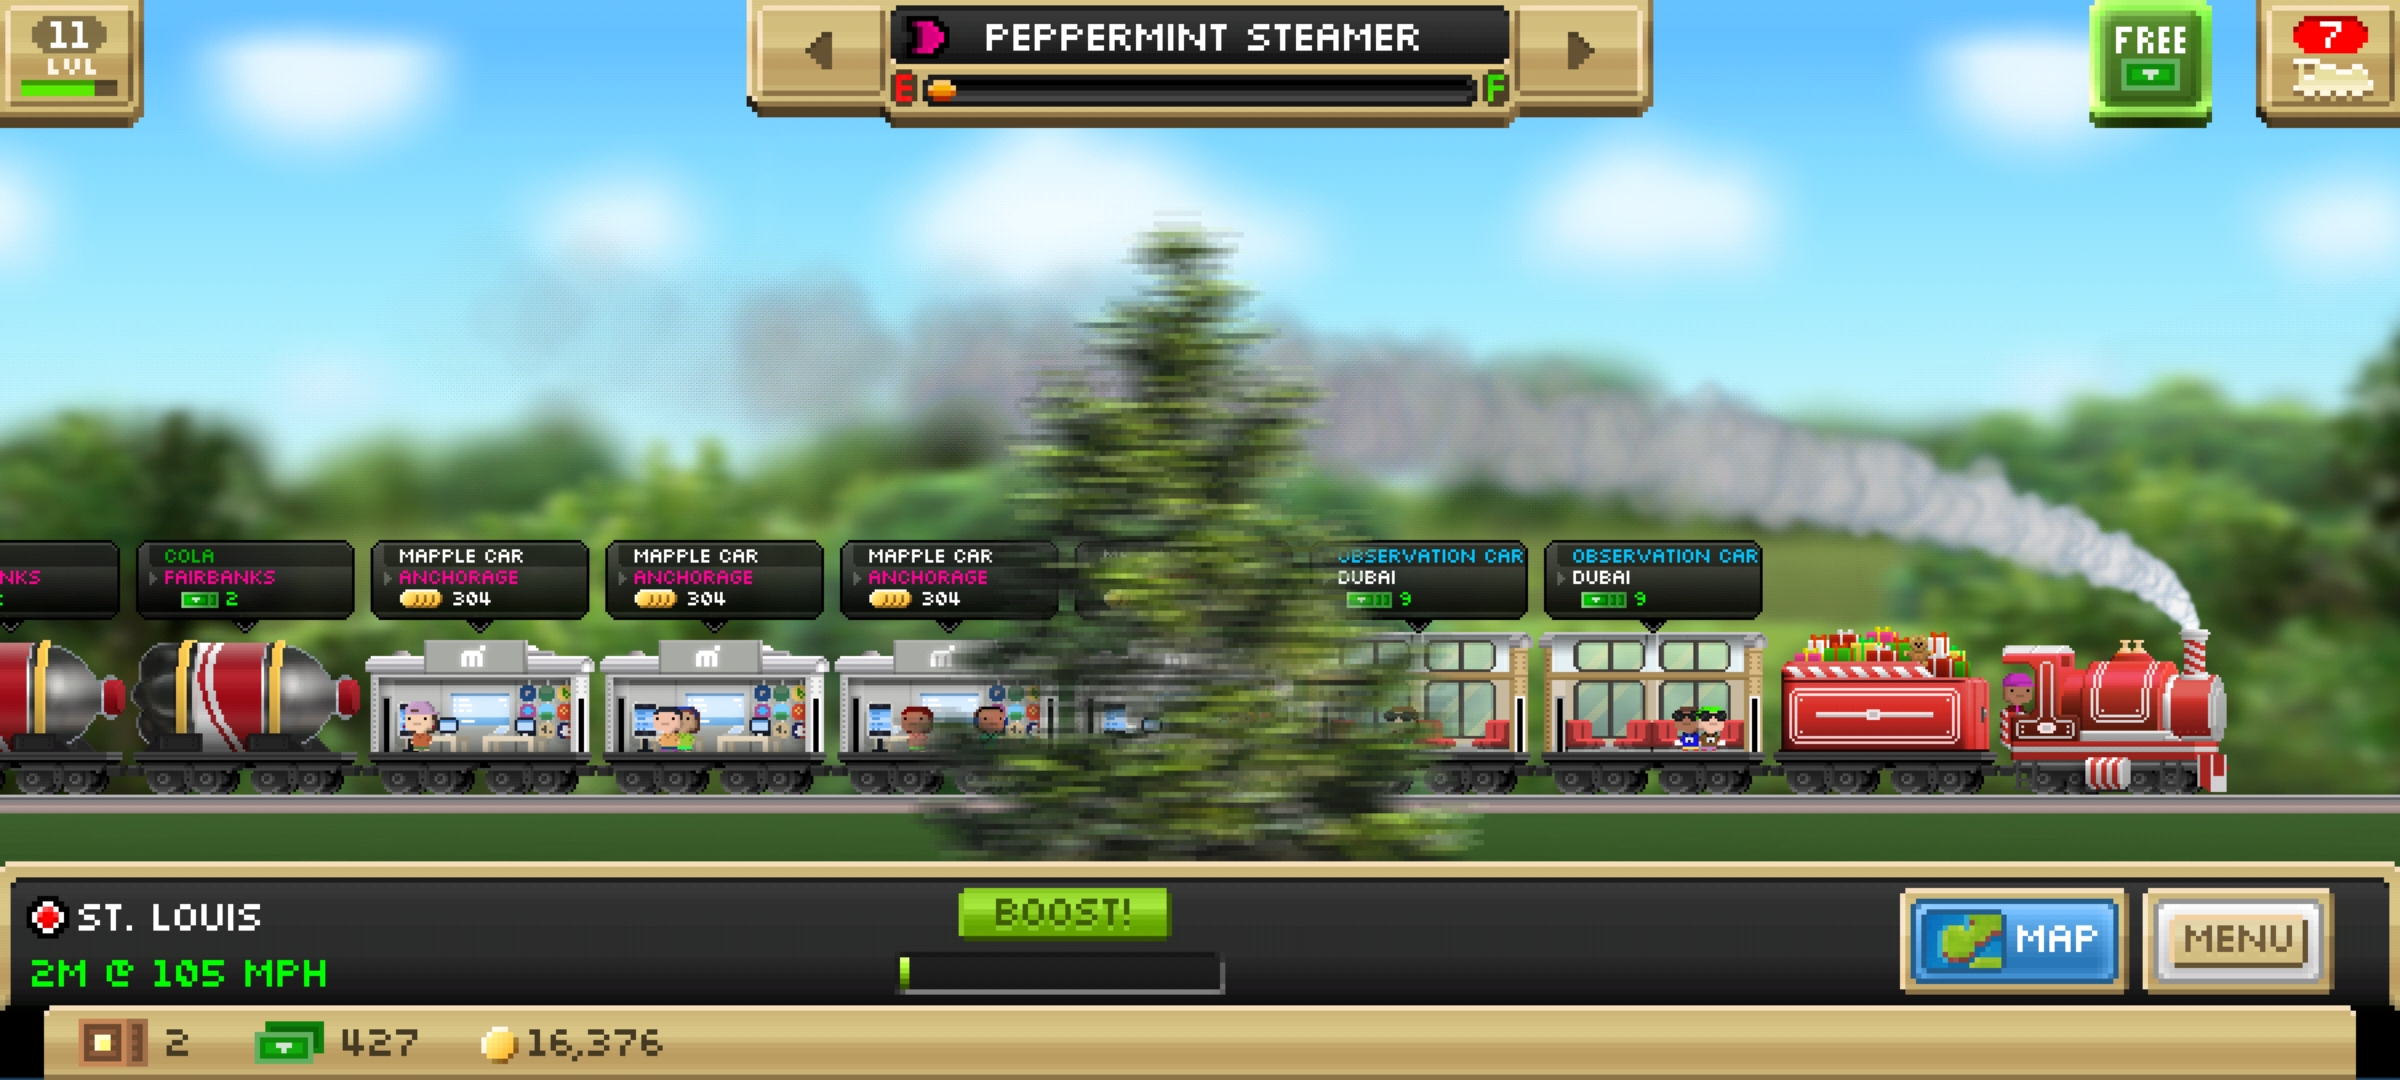 11
LVL
PEPPERMINT STEAMER
E
F
FREE
7
NKS
COLA
FAIRBANKS
2
MAPPLE CAR
ANCHORAGE
304
MAPPLE CAR
ANCHORAGE
304
MAPPLE CAR
ANCHORAGE
304
OBSERVATION CAR
DUBAI
9
OBSERVATION CAR
DUBAI
9
m
m
m
ST. LOUIS
2M @ 105 MPH
BOOST!
MAP
MENU
2
427
16,376